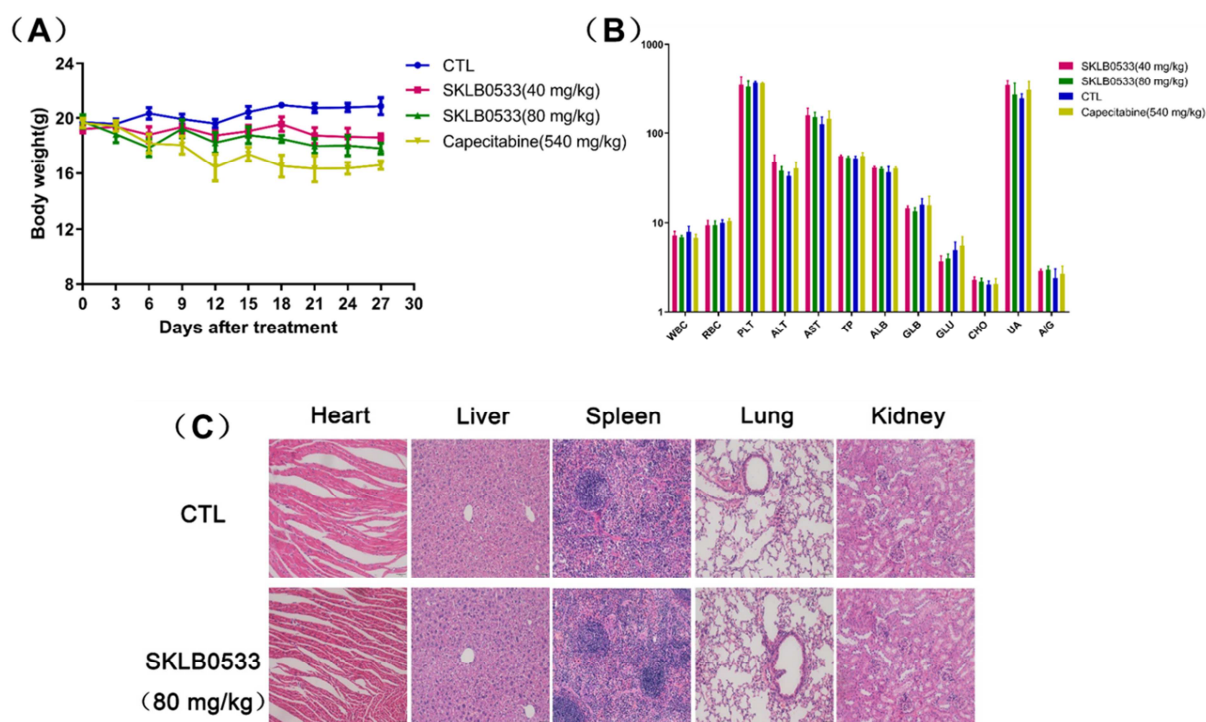 （A）
24
20
16
12
8
Body weight(g)
0 3 6 9 12 15 18 21 24 27 30
Days after treatment
CTL
SKLB0533(40 mg/kg)
SKLB0533(80 mg/kg)
Capecitabine(540 mg/kg)
（B）
1000
100
10
1
WBC RBC PLT ALT AST TP ALB GLB GLU CHO UA A/G
SKLB0533(40 mg/kg)
SKLB0533(80 mg/kg)
CTL
Capecitabine(540 mg/kg)
（C）
Heart Liver Spleen Lung Kidney
CTL
SKLB0533
（80 mg/kg）